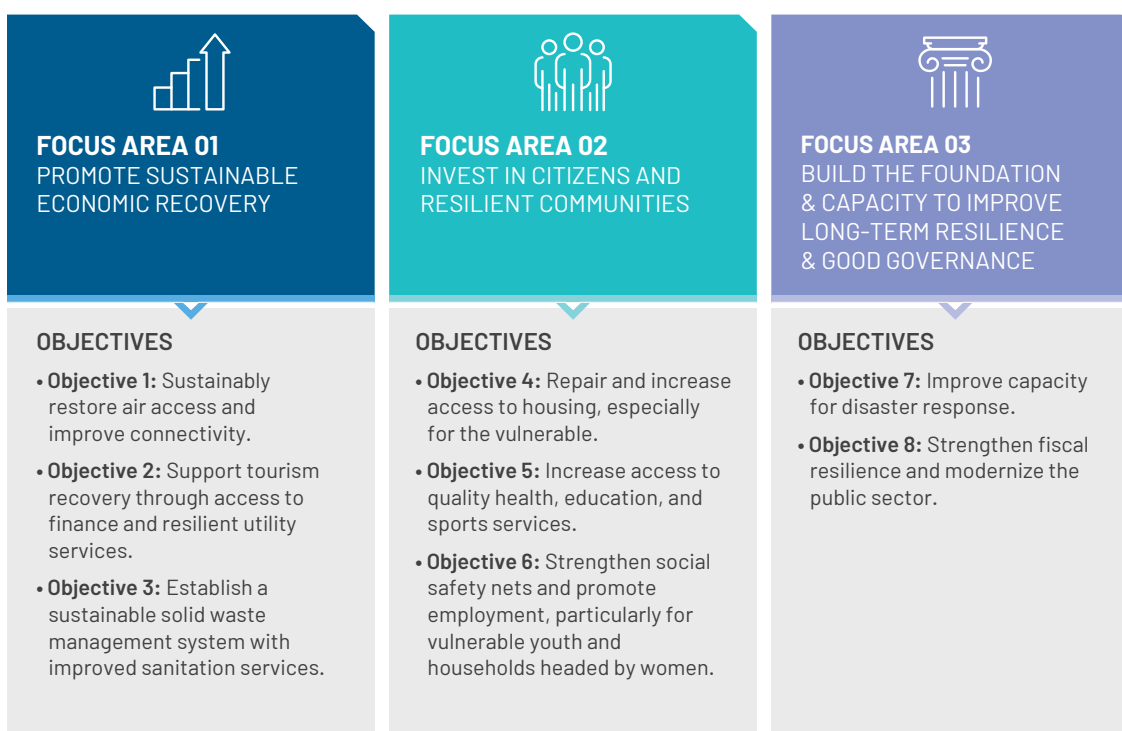 FOCUS AREA 01
PROMOTE SUSTAINABLE
ECONOMIC RECOVERY
OBJECTIVES
• Objective 1: Sustainably
restore air access and
improve connectivity.
• Objective 2: Support tourism
recovery through access to
finance and resilient utility
services.
• Objective 3: Establish a
sustainable solid waste
management system with
improved sanitation services.
FOCUS AREA 02
INVEST IN CITIZENS AND
RESILIENT COMMUNITIES
OBJECTIVES
• Objective 4: Repair and increase
access to housing, especially
for the vulnerable.
• Objective 5: Increase access to
quality health, education, and
sports services.
• Objective 6: Strengthen social
safety nets and promote
employment, particularly for
vulnerable youth and
households headed by women.
FOCUS AREA 03
BUILD THE FOUNDATION
& CAPACITY TO IMPROVE
LONG-TERM RESILIENCE
& GOOD GOVERNANCE
OBJECTIVES
• Objective 7: Improve capacity
for disaster response.
• Objective 8: Strengthen fiscal
resilience and modernize the
public sector.